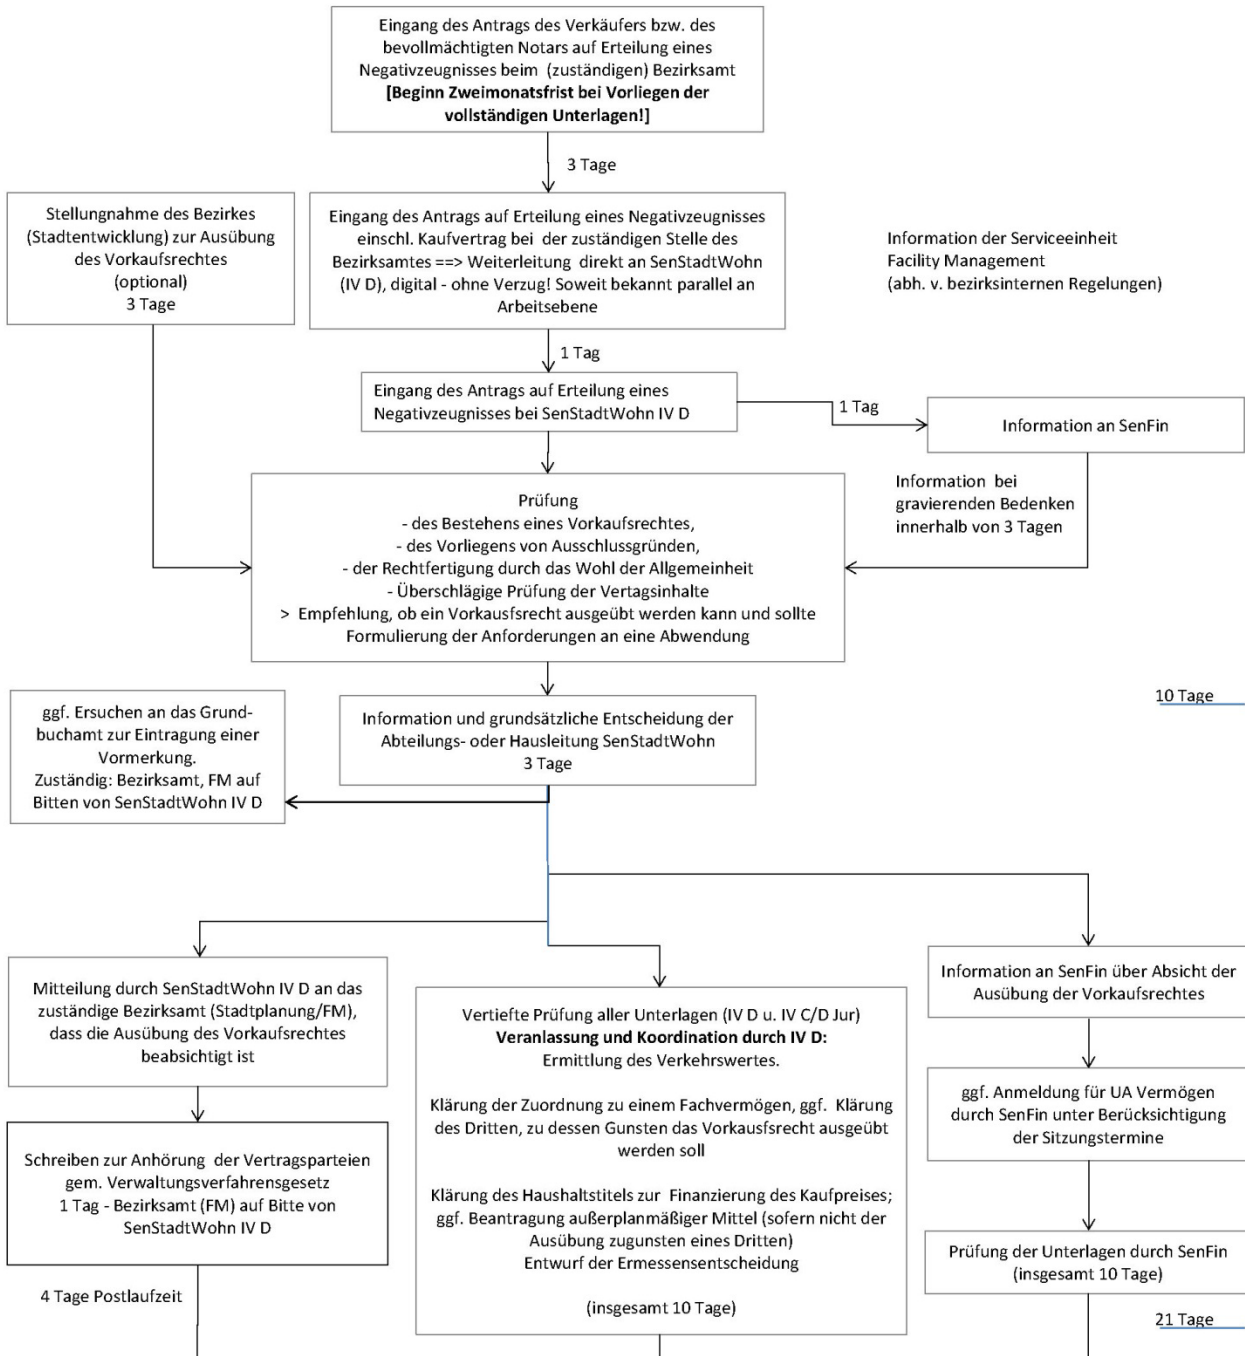 Eingang des Antrags des Verkäufers bzw. des
bevollmächtigten Notars auf Erteilung eines
Negativzeugnisses beim (zuständigen) Bezirksamt
[Beginn Zweimonatsfrist bei Vorliegen der
vollständigen Unterlagen!]
3 Tage
Stellungnahme des Bezirkes
(Stadtentwicklung) zur Ausübung
des Vorkaufsrechtes
(optional)
3 Tage
Eingang des Antrags auf Erteilung eines Negativzeugnisses
einschl. Kaufvertrag bei der zuständigen Stelle des
Bezirksamtes ==> Weiterleitung direkt an SenStadtWohn
(IV D), digital - ohne Verzug! Soweit bekannt parallel an
Arbeitsebene
Information der Serviceeinheit
Facility Management
(abh. v. bezirksinternen Regelungen)
1 Tag
Eingang des Antrags auf Erteilung eines
Negativzeugnisses bei SenStadtWohn IV D
1 Tag
Information an SenFin
Information bei
gravierenden Bedenken
innerhalb von 3 Tagen
Prüfung
- des Bestehens eines Vorkaufsrechtes,
- des Vorliegens von Ausschlussgründen,
- der Rechtfertigung durch das Wohl der Allgemeinheit
- Überschlägige Prüfung der Vertagsinhalte
> Empfehlung, ob ein Vorkausfsrecht ausgeübt werden kann und sollte
Formulierung der Anforderungen an eine Abwendung
10 Tage
ggf. Ersuchen an das Grund-
buchamt zur Eintragung einer
Vormerkung.
Zuständig: Bezirksamt, FM auf
Bitten von SenStadtWohn IV D
Information und grundsätzliche Entscheidung der
Abteilungs- oder Hausleitung SenStadtWohn
3 Tage
Mitteilung durch SenStadtWohn IV D an das
zuständige Bezirksamt (Stadtplanung/FM),
dass die Ausübung des Vorkaufsrechtes
beabsichtigt ist
Schreiben zur Anhörung der Vertragsparteien
gem. Verwaltungsverfahrensgesetz
1 Tag - Bezirksamt (FM) auf Bitte von
SenStadtWohn IV D
4 Tage Postlaufzeit
Vertiefte Prüfung aller Unterlagen (IV D u. IV C/D Jur)
Veranlassung und Koordination durch IV D:
Ermittlung des Verkehrswertes.
Klärung der Zuordnung zu einem Fachvermögen, ggf. Klärung
des Dritten, zu dessen Gunsten das Vorkausfsrecht ausgeübt
werden soll
Klärung des Haushaltstitels zur Finanzierung des Kaufpreises;
ggf. Beantragung außerplanmäßiger Mittel (sofern nicht der
Ausübung zugunsten eines Dritten)
Entwurf der Ermessensentscheidung
(insgesamt 10 Tage)
Information an SenFin über Absicht der
Ausübung der Vorkaufsrechtes
ggf. Anmeldung für UA Vermögen
durch SenFin unter Berücksichtigung
der Sitzungstermine
Prüfung der Unterlagen durch SenFin
(insgesamt 10 Tage)
21 Tage